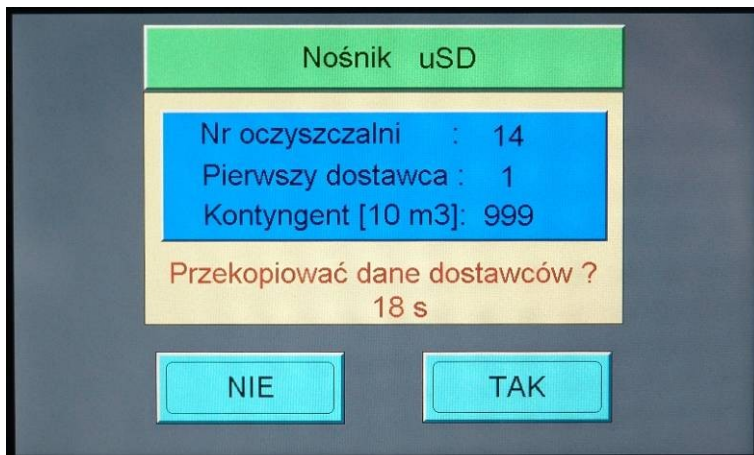 Nośnik uSD
Nr oczyszczalni : 14
Pierwszy dostawca : 1
Kontyngent [10 m3]: 999
Przekopiować dane dostawców ?
18 s
NIE
TAK